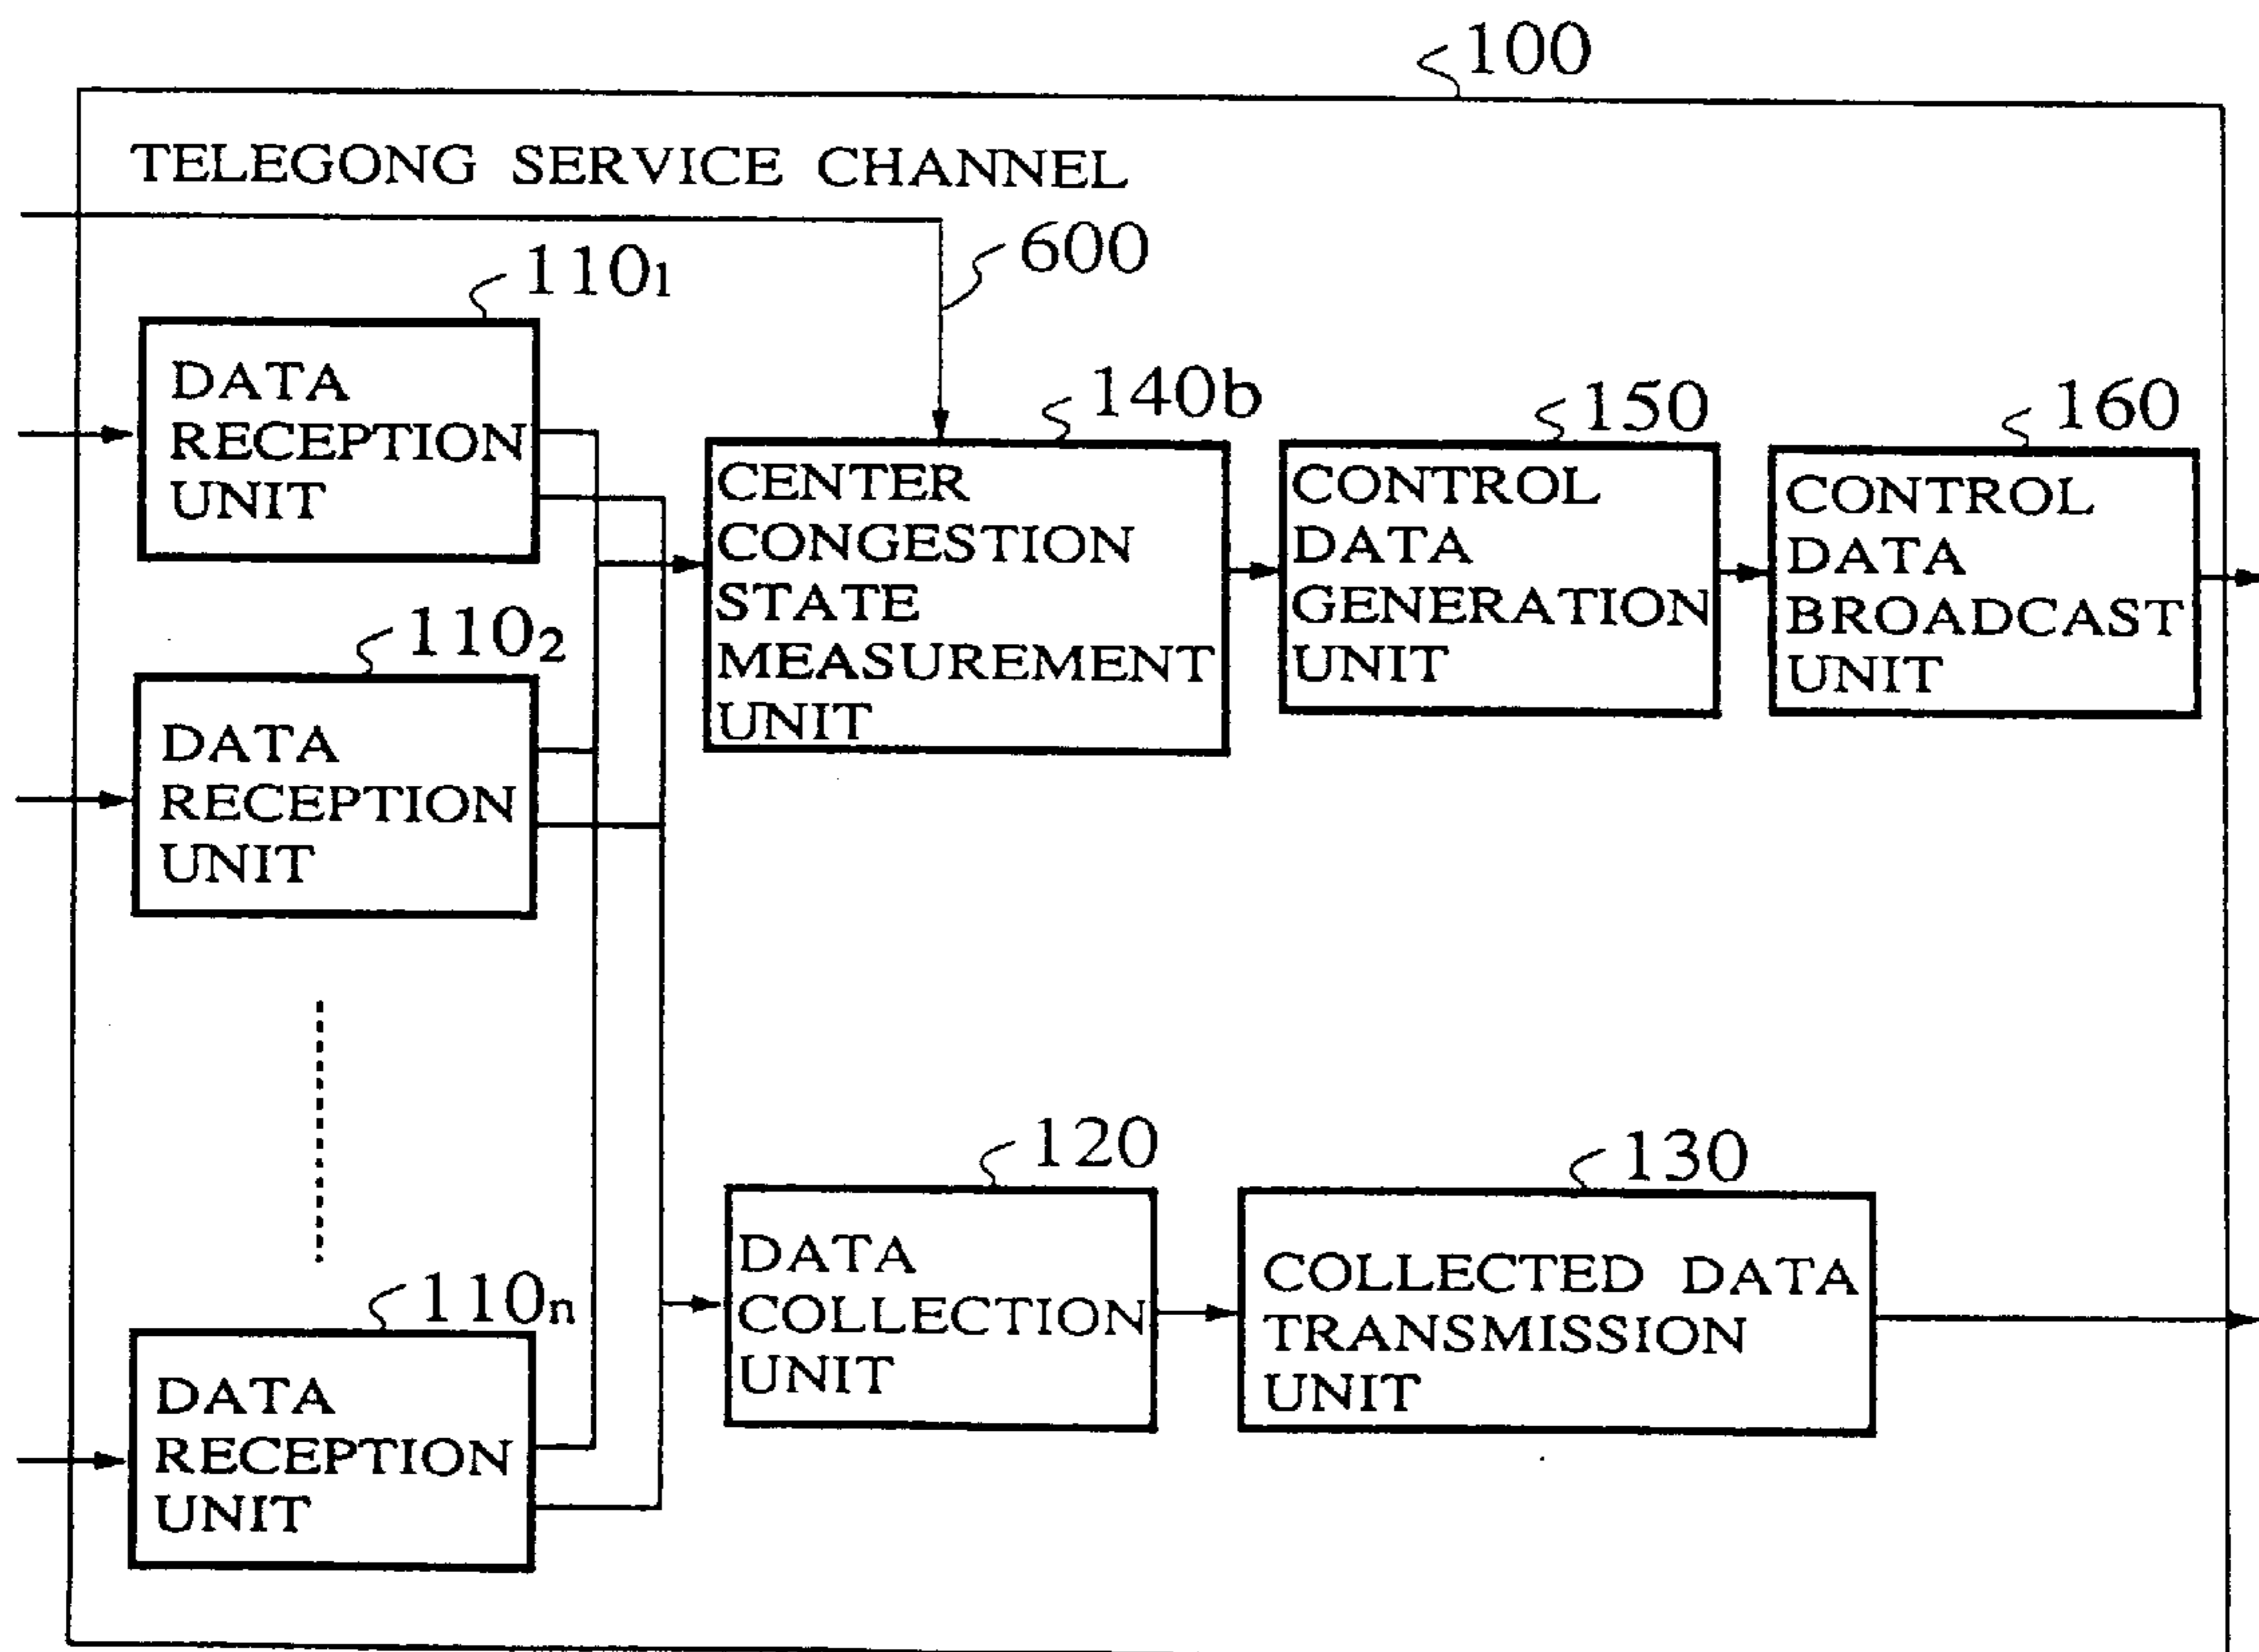 100
TELEGONG SERVICE CHANNEL
600
110₁
DATA
RECEPTION
UNIT
140b
CENTER
CONGESTION
STATE
MEASUREMENT
UNIT
150
CONTROL
DATA
GENERATION
UNIT
160
CONTROL
DATA
BROADCAST
UNIT
110₂
DATA
RECEPTION
UNIT
120
DATA
COLLECTION
UNIT
130
COLLECTED DATA
TRANSMISSION
UNIT
110ₙ
DATA
RECEPTION
UNIT